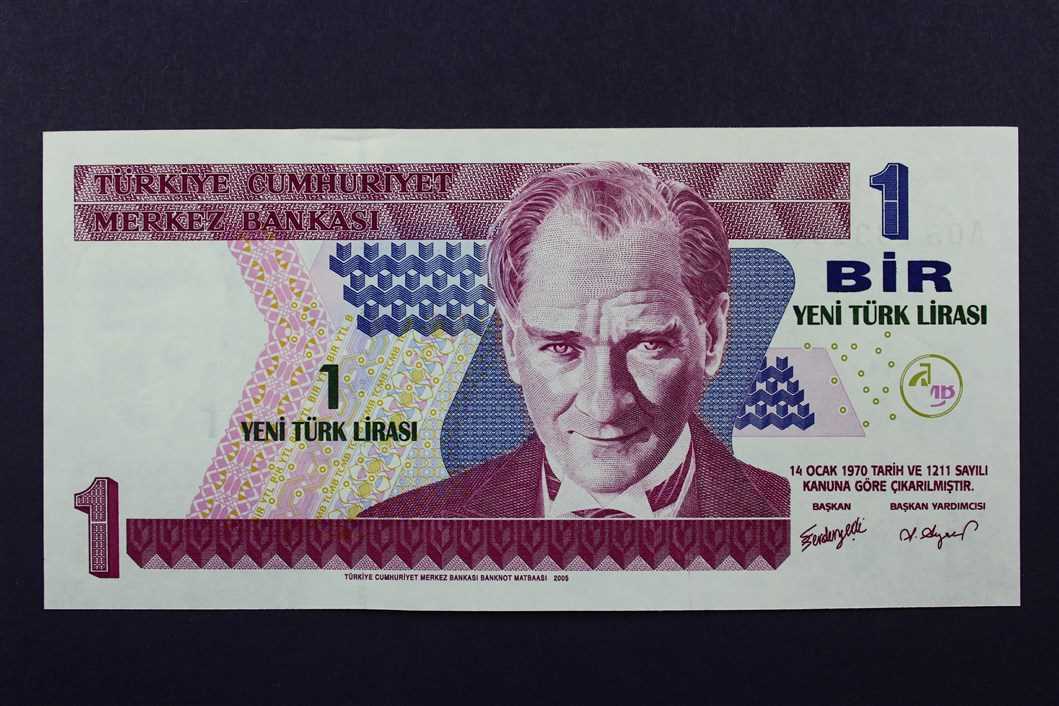 TÜRKİYE CUMHURİYET
MERKEZ BANKASI
1
BİR
YENİ TÜRK LİRASI
1
YENİ TÜRK LİRASI
14 OCAK 1970 TARİH VE 1211 SAYILI
KANUNA GÖRE ÇIKARILMIŞTIR.
BAŞKAN BAŞKAN YARDIMCISI
1
TÜRKİYE CUMHURİYET MERKEZ BANKASI BANKNOT MATBAASI 2005